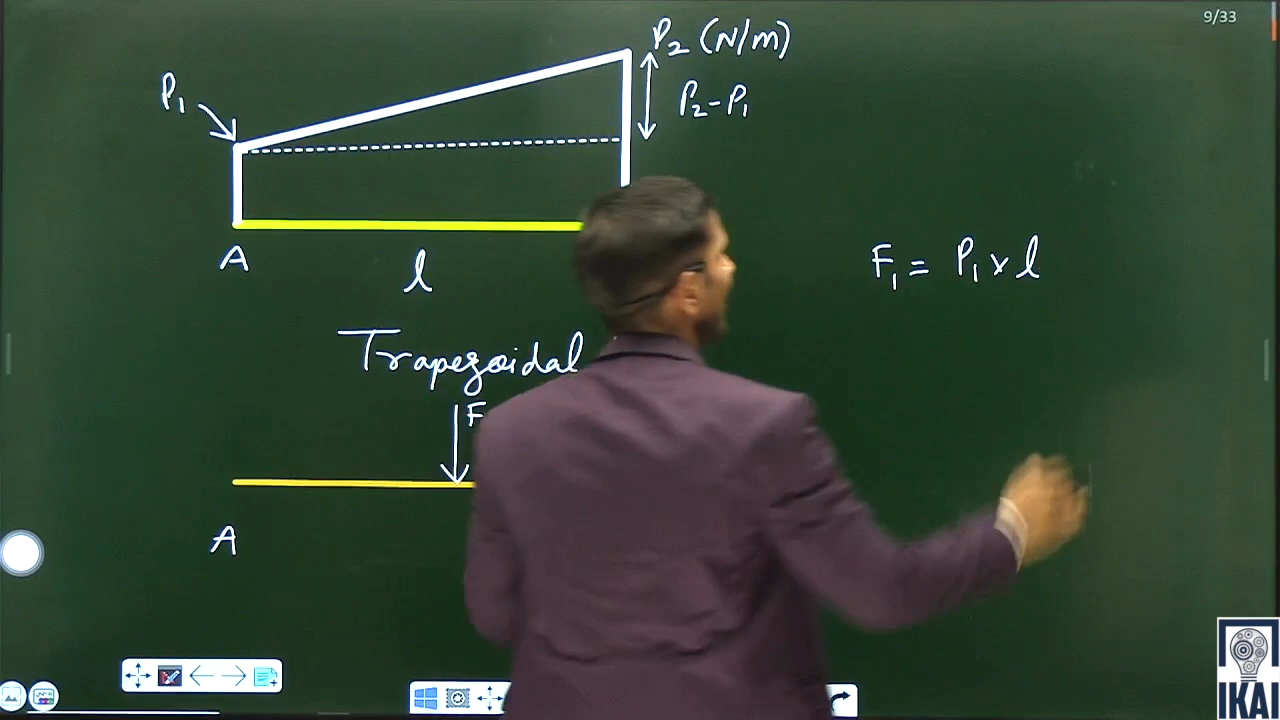 9/33
P₂ (N/m)
P₁
P₂-P₁
A
l
F₁ = P₁ x l
Trapezoidal
F
A
IKAI